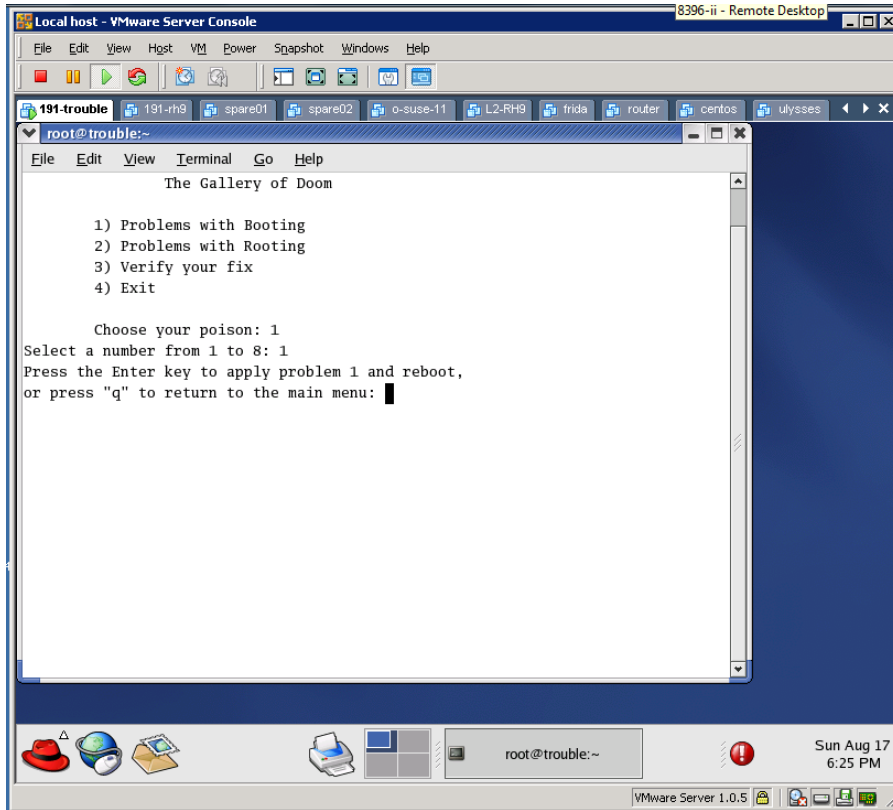 8396-ii - Remote Desktop
Local host - VMware Server Console
File Edit View Host VM Power Snapshot Windows Help
191-trouble 191-rh9 spare01 spare02 o-suse-11 L2-RH9 frida router centos ulysses
root@trouble:~
File Edit View Terminal Go Help
The Gallery of Doom
1) Problems with Booting
2) Problems with Rooting
3) Verify your fix
4) Exit
Choose your poison: 1
Select a number from 1 to 8: 1
Press the Enter key to apply problem 1 and reboot,
or press "q" to return to the main menu:
root@trouble:~
Sun Aug 17
6:25 PM
VMware Server 1.0.5